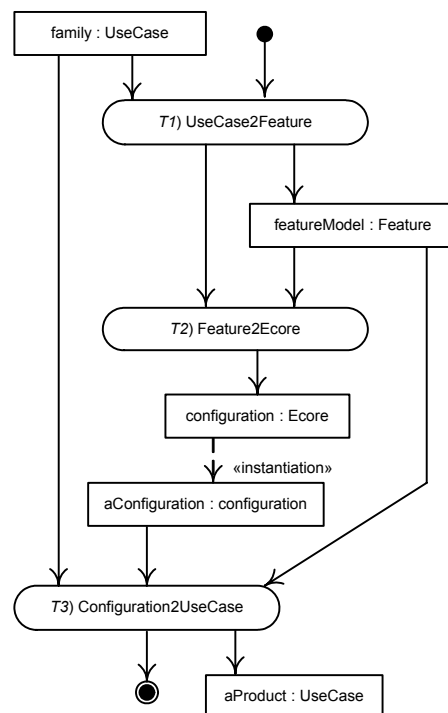 family : UseCase
T1) UseCase2Feature
featureModel : Feature
T2) Feature2Ecore
configuration : Ecore
«instantiation»
aConfiguration : configuration
T3) Configuration2UseCase
aProduct : UseCase